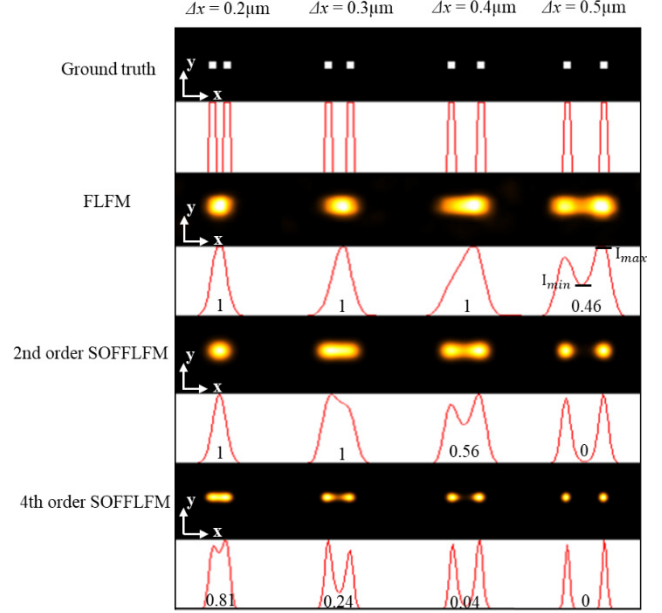 Δx = 0.2μm Δx = 0.3μm Δx = 0.4μm Δx = 0.5μm
Ground truth
y
x
FLFM
y
x
I_max
I_min
1 1 1 0.46
2nd order SOFFLFM
y
x
1 1 0.56 0
4th order SOFFLFM
y
x
0.81 0.24 0.04 0